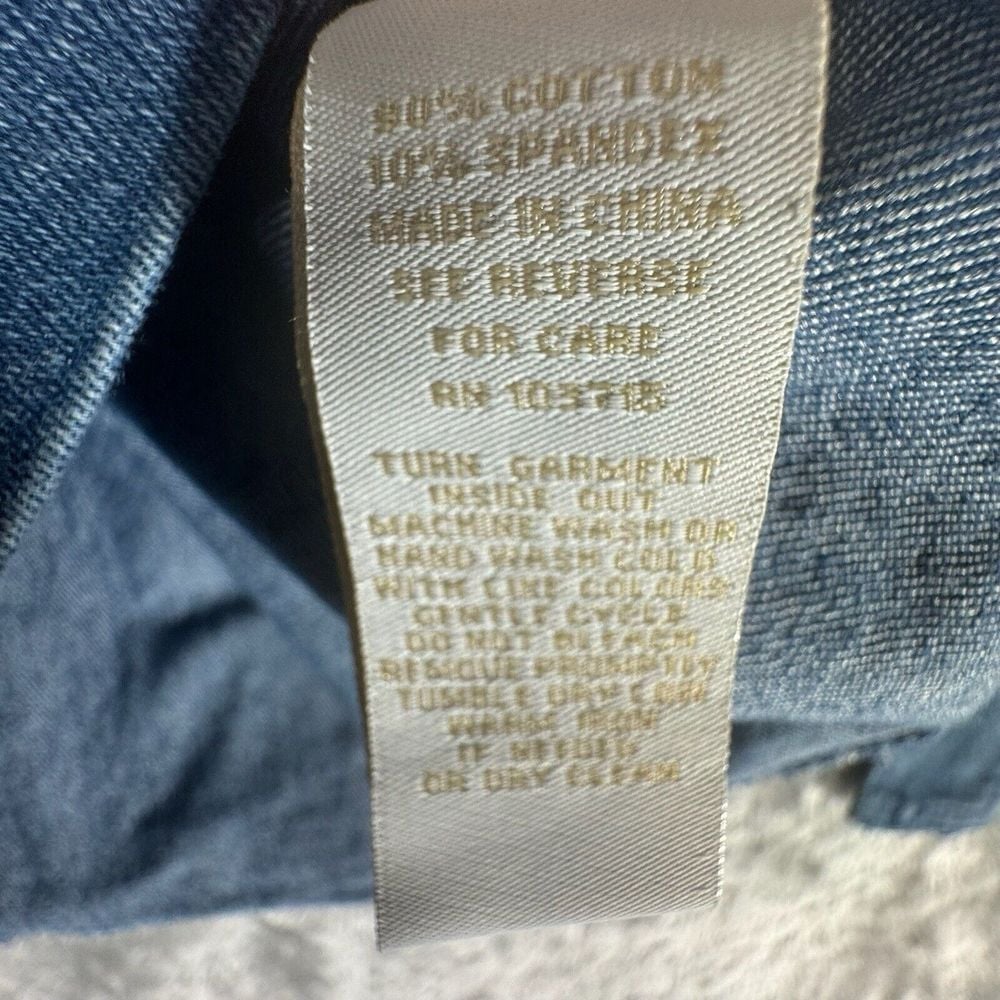 90% COTTON
10% SPANDEX
MADE IN CHINA
SEE REVERSE
FOR CARE
RN 103715
TURN GARMENT
INSIDE OUT
MACHINE WASH OR
HAND WASH COLD
WITH LIKE COLORS
GENTLE CYCLE
DO NOT BLEACH
REMOVE PROMPTLY
TUMBLE DRY LOW
WARM IRON
IF NEEDED
OR DRY CLEAN